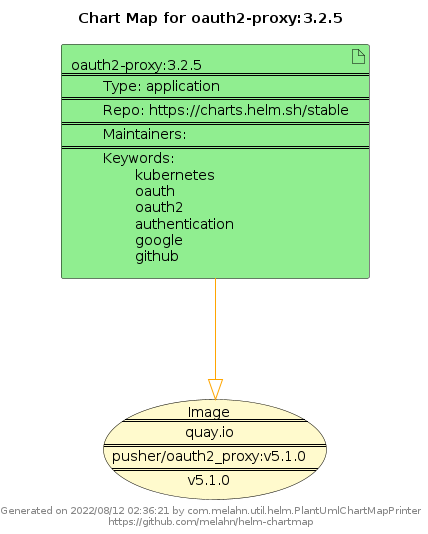 Chart Map for oauth2-proxy:3.2.5
oauth2-proxy:3.2.5
Type: application
Repo: https://charts.helm.sh/stable
Maintainers:
Keywords:
kubernetes
oauth
oauth2
authentication
google
github
Image
quay.io
pusher/oauth2_proxy:v5.1.0
v5.1.0
Generated on 2022/08/12 02:36:21 by com.melahn.util.helm.PlantUmlChartMapPrinter
https://github.com/melahn/helm-chartmap